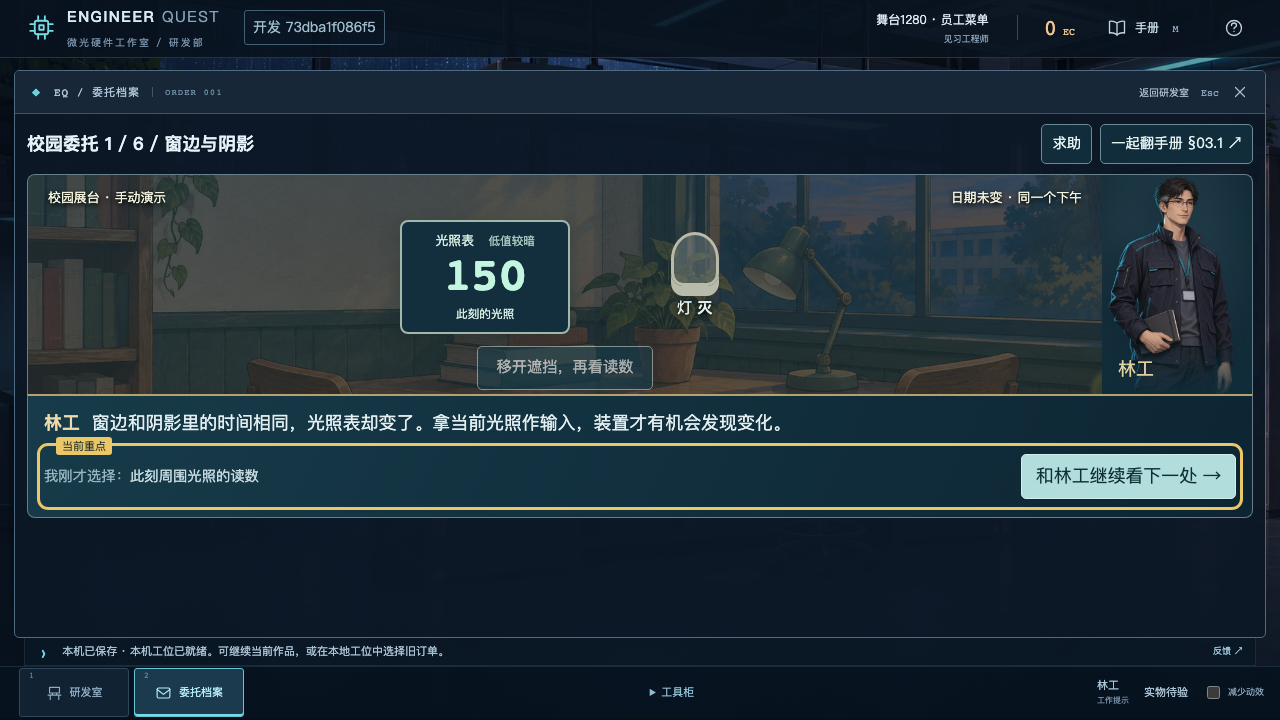 ENGINEER QUEST
微光硬件工作室 / 研发部
开发 73dba1f086f5
舞台1280 · 员工菜单
见习工程师
0 EC
手册 M
EQ / 委托档案 ORDER 001
返回研发室 Esc
校园委托 1 / 6 / 窗边与阴影
求助
一起翻手册 §03.1 ↗
校园展台 · 手动演示
日期未变 · 同一个下午
光照表 低值较暗
150
此刻的光照
灯 灭
移开遮挡，再看读数
林工
林工 窗边和阴影里的时间相同，光照表却变了。拿当前光照作输入，装置才有机会发现变化。
当前重点
我刚才选择：此刻周围光照的读数
和林工继续看下一处 →
› 本机已保存 · 本机工位已就绪。可继续当前作品，或在本地工位中选择旧订单。
反馈 ↗
1 研发室
2 委托档案
▶ 工具柜
林工
工作提示
实物待验
减少动效